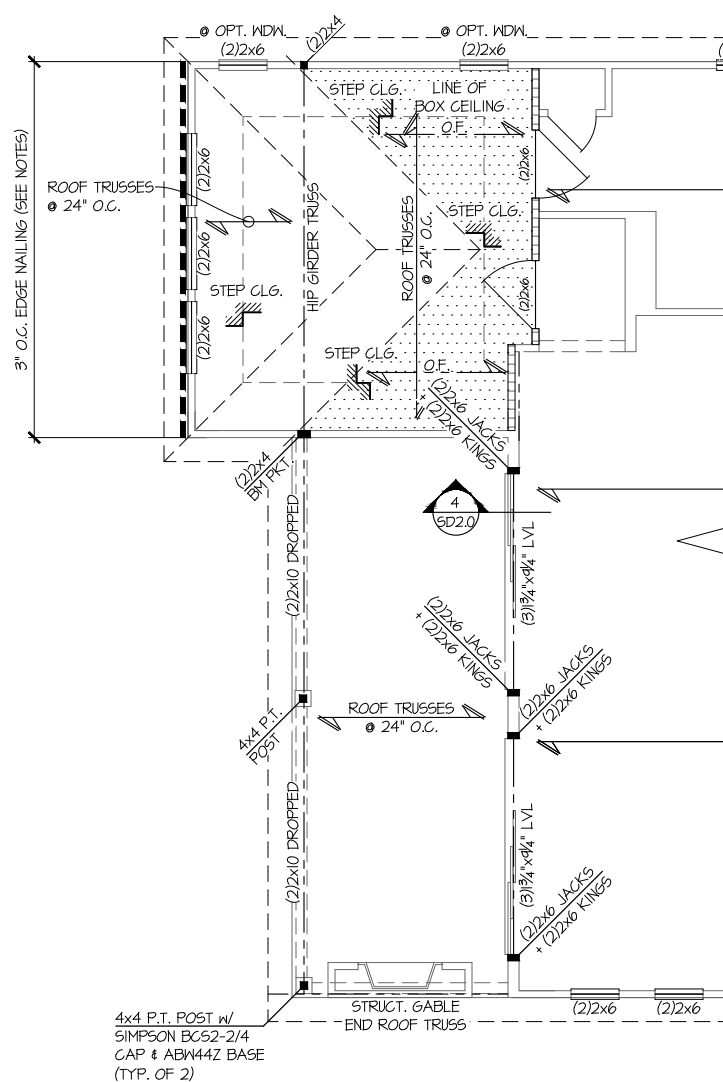 @ OPT. WDW.
(2)2x6
(2)2x4
@ OPT. WDW.
(2)2x6
STEP CLG.
LINE OF
BOX CEILING
O.F.
3" O.C. EDGE NAILING (SEE NOTES)
(2)2x6
(2)2x6
(2)2x6
ROOF TRUSSES
@ 24" O.C.
HIP GIRDER TRUSS
ROOF TRUSSES
@ 24" O.C.
(2)2x6
STEP CLG.
STEP CLG.
(2)2x6
STEP CLG.
O.F.
(2)2x6 JACKS
+ (2)2x6 KINGS
(2)2x4
BM PKT.
4
SD2.0
(2)2x10 DROPPED
(3)1¾"x9¼" LVL
(2)2x6 JACKS
+ (2)2x6 KINGS
(2)2x6 JACKS
+ (2)2x6 KINGS
4x4 P.T.
POST
ROOF TRUSSES
@ 24" O.C.
(2)2x10 DROPPED
(3)1¾"x9¼" LVL
(2)2x6 JACKS
+ (2)2x6 KINGS
STRUCT. GABLE
END ROOF TRUSS
(2)2x6
(2)2x6
4x4 P.T. POST W/
SIMPSON BCS2-2/4
CAP & ABW44Z BASE
(TYP. OF 2)